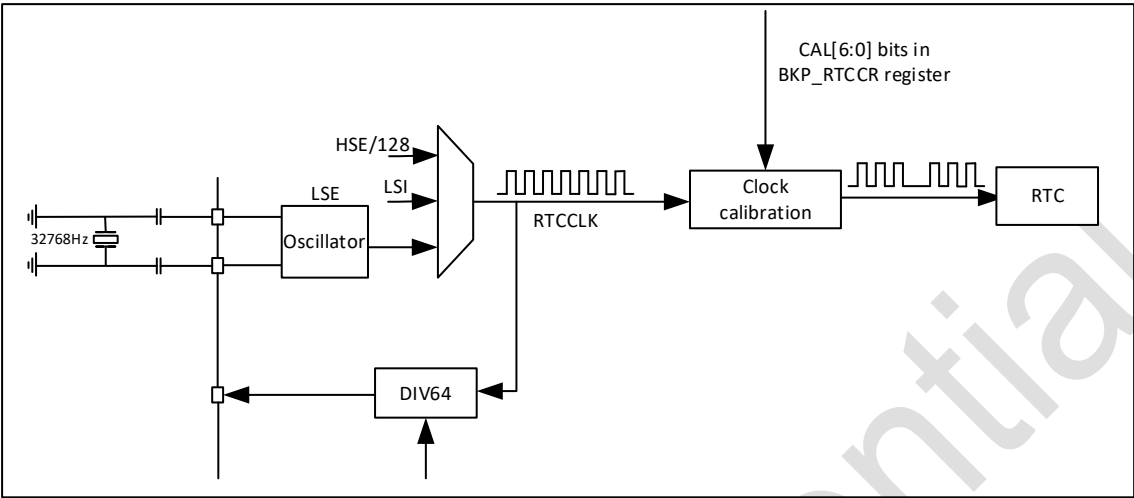 CAL[6:0] bits in
BKP_RTCCR register
HSE/128
LSI
LSE
Oscillator
32768Hz
RTCCLK
Clock
calibration
RTC
DIV64